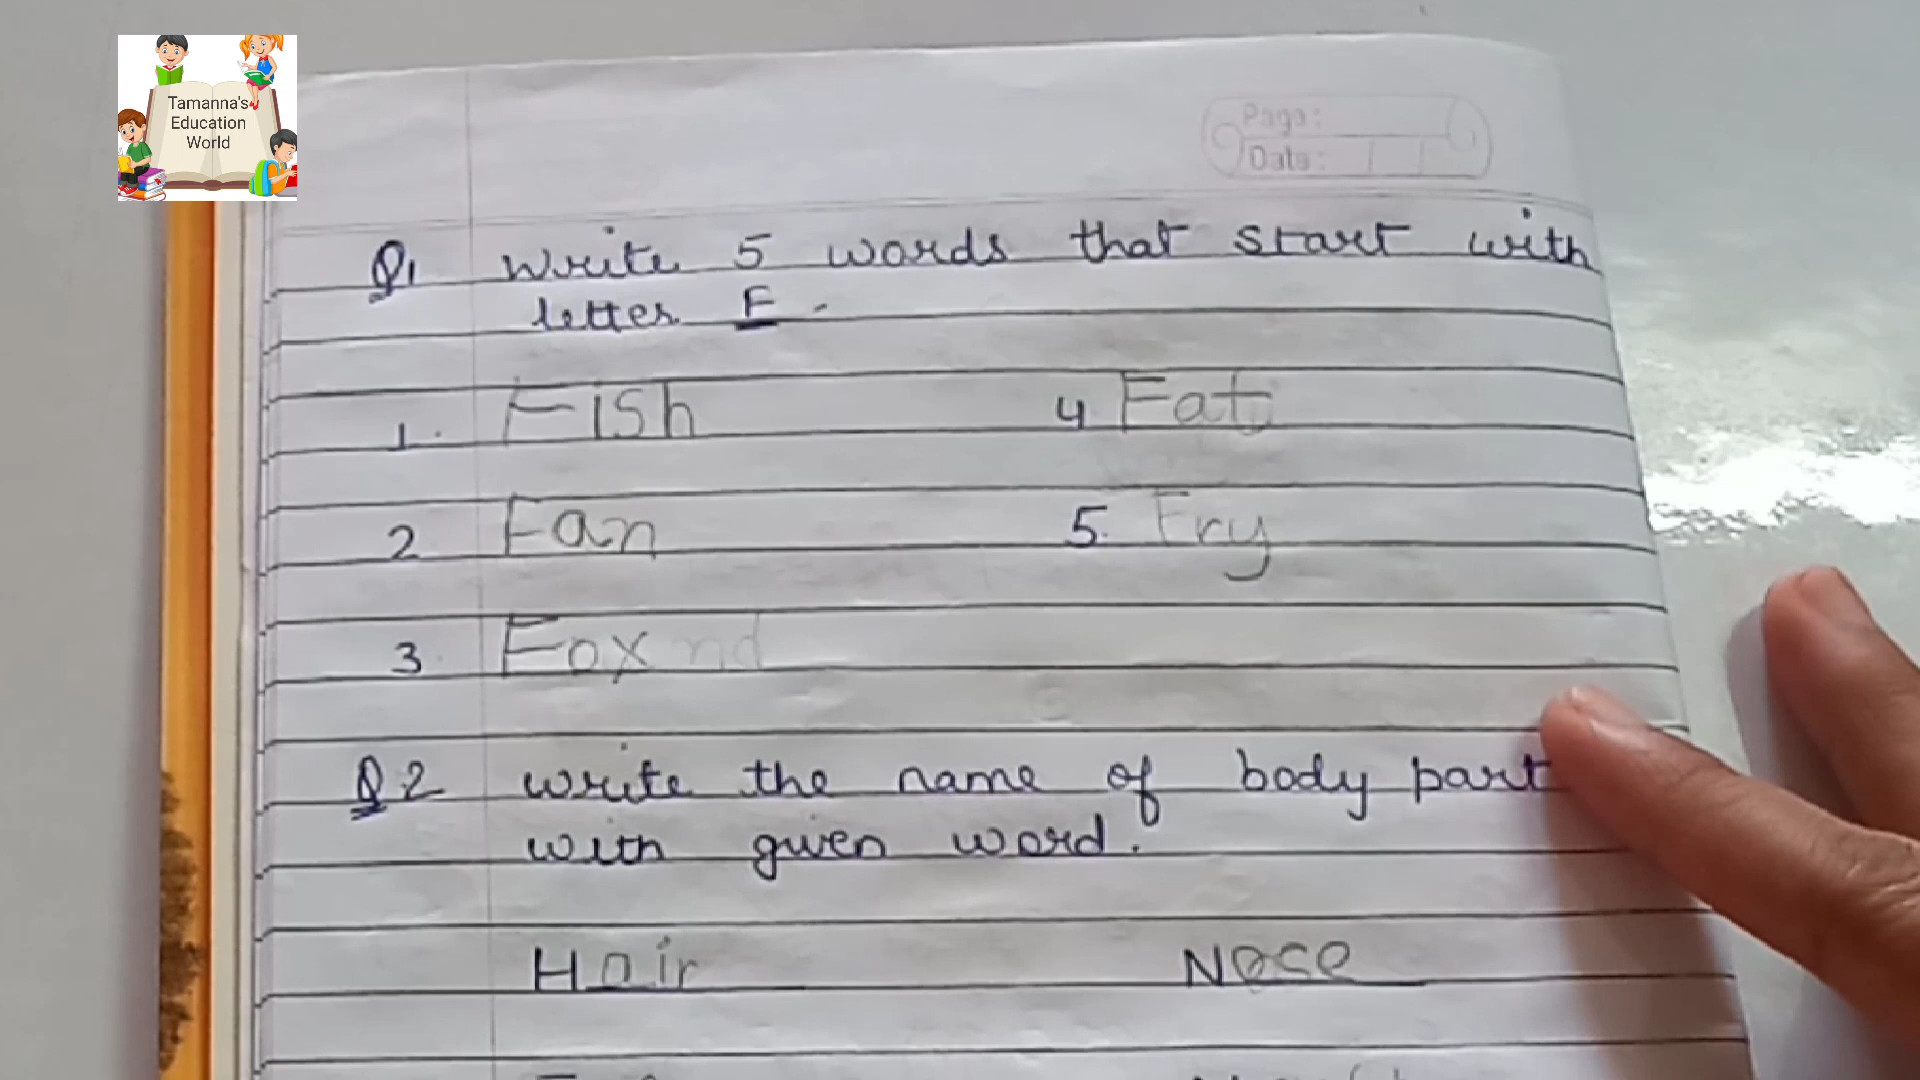 Tamanna's
Education
World
Page:
Date:
Q1 Write 5 words that start with
letter F.
1. Fish 4 Fat
2 Fan 5. Fry
3. Fox
Q2 write the name of body part
with given word.
Hair Nose